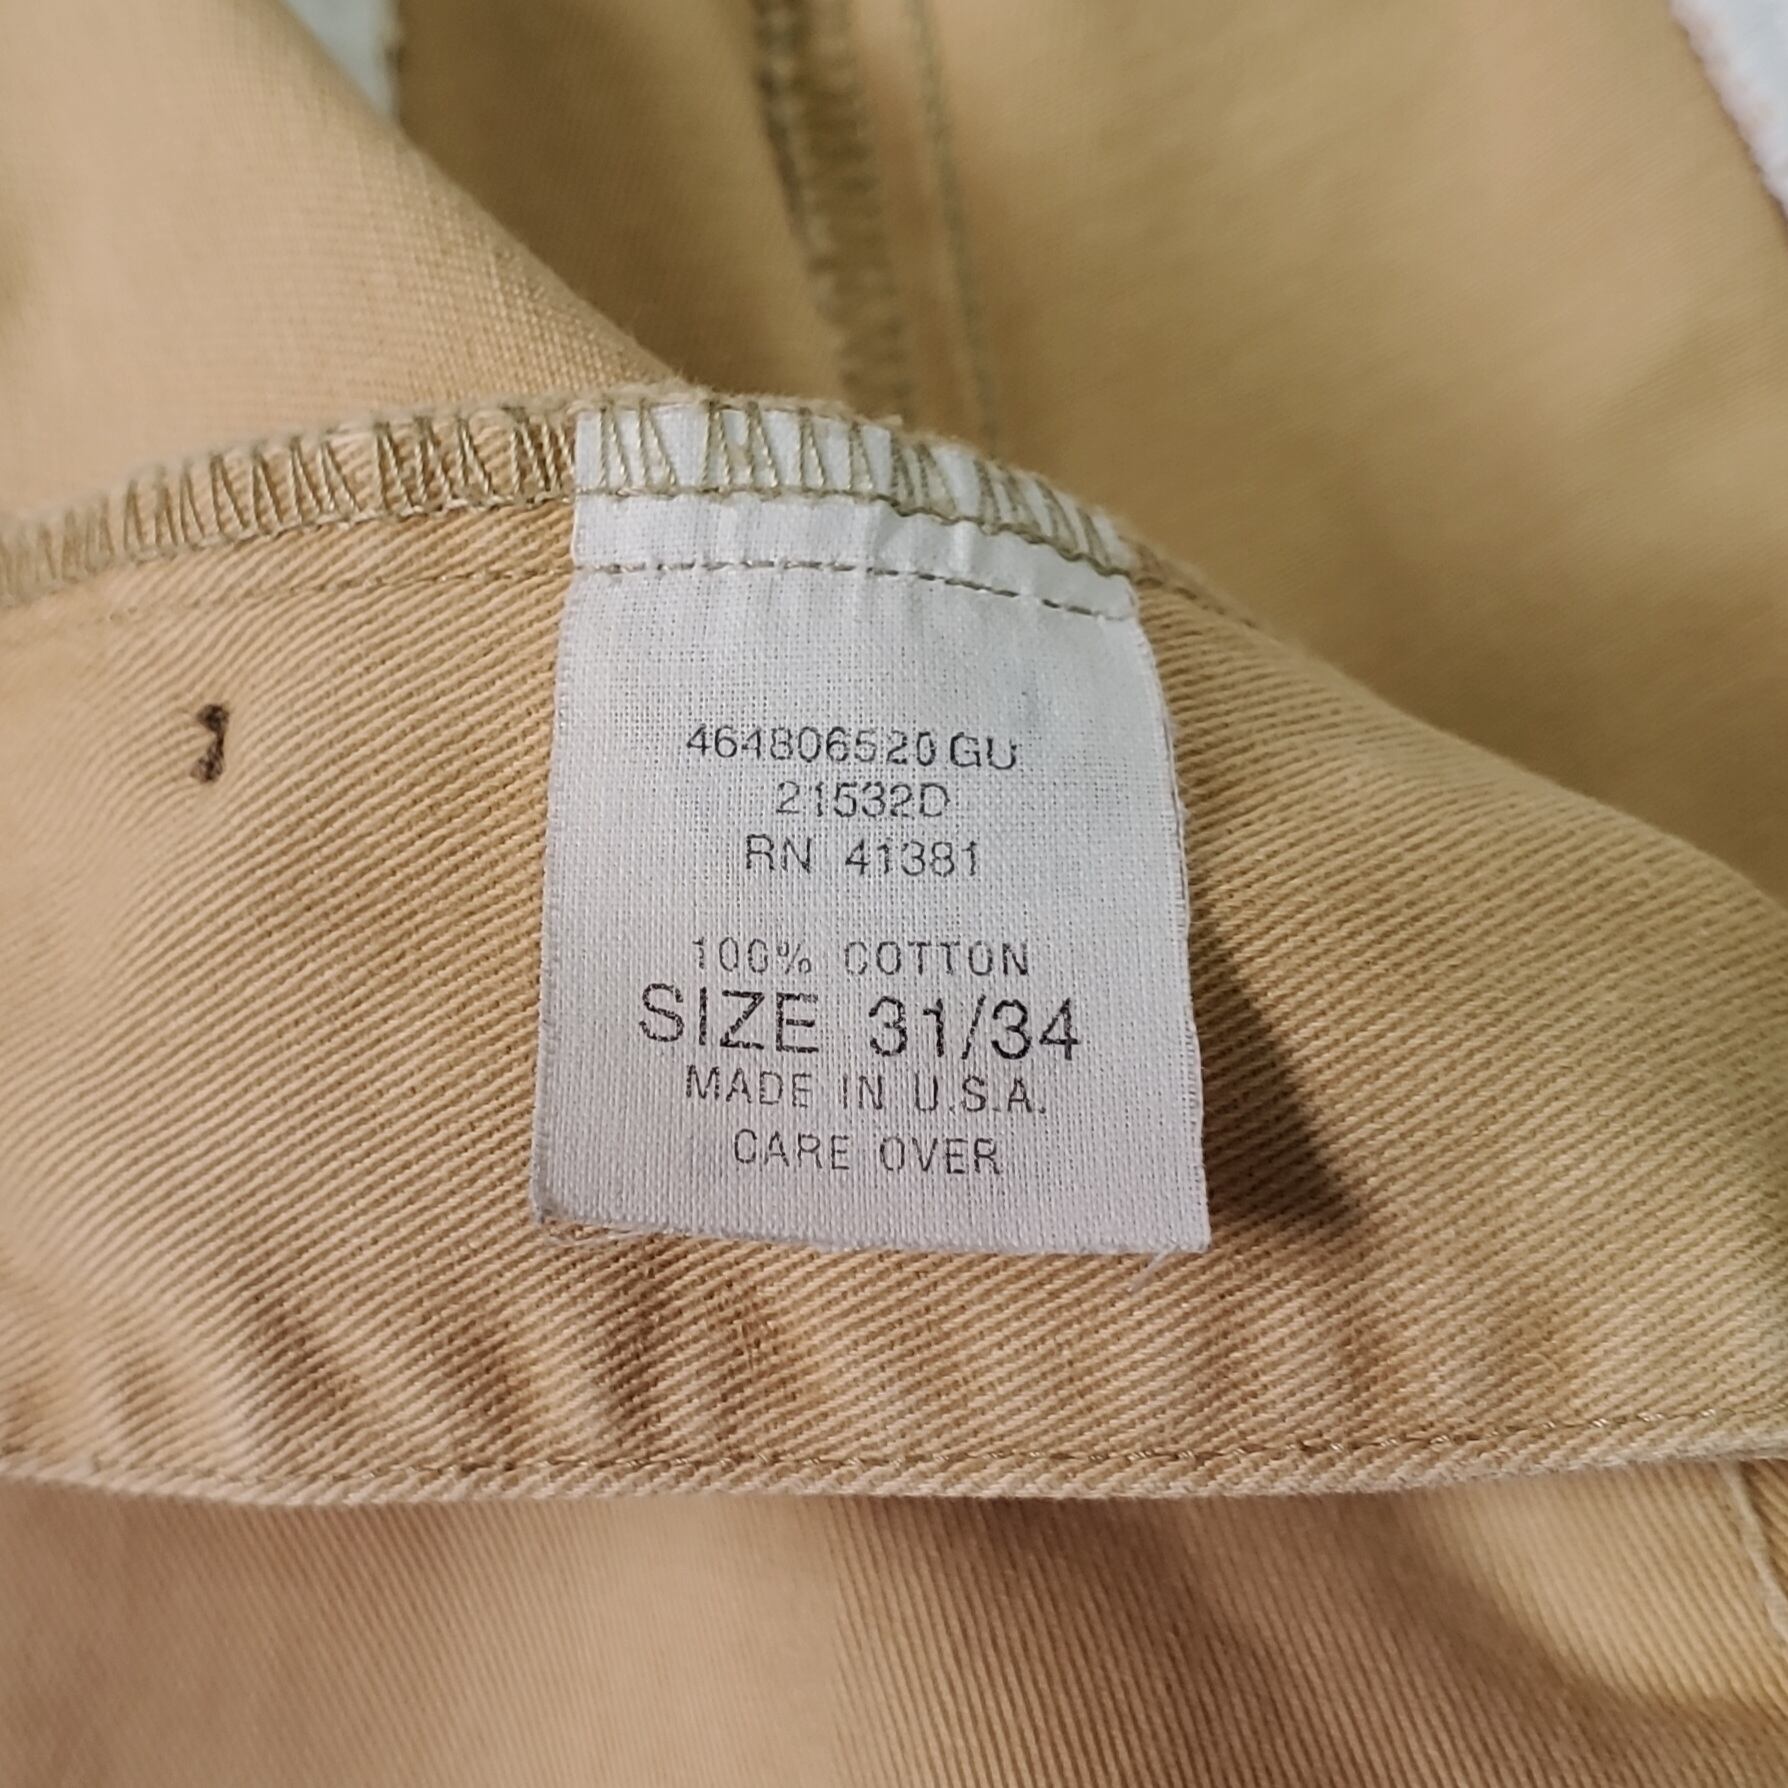 464806520 GU
21532D
RN 41381
100% COTTON
SIZE 31/34
MADE IN U.S.A.
CARE OVER